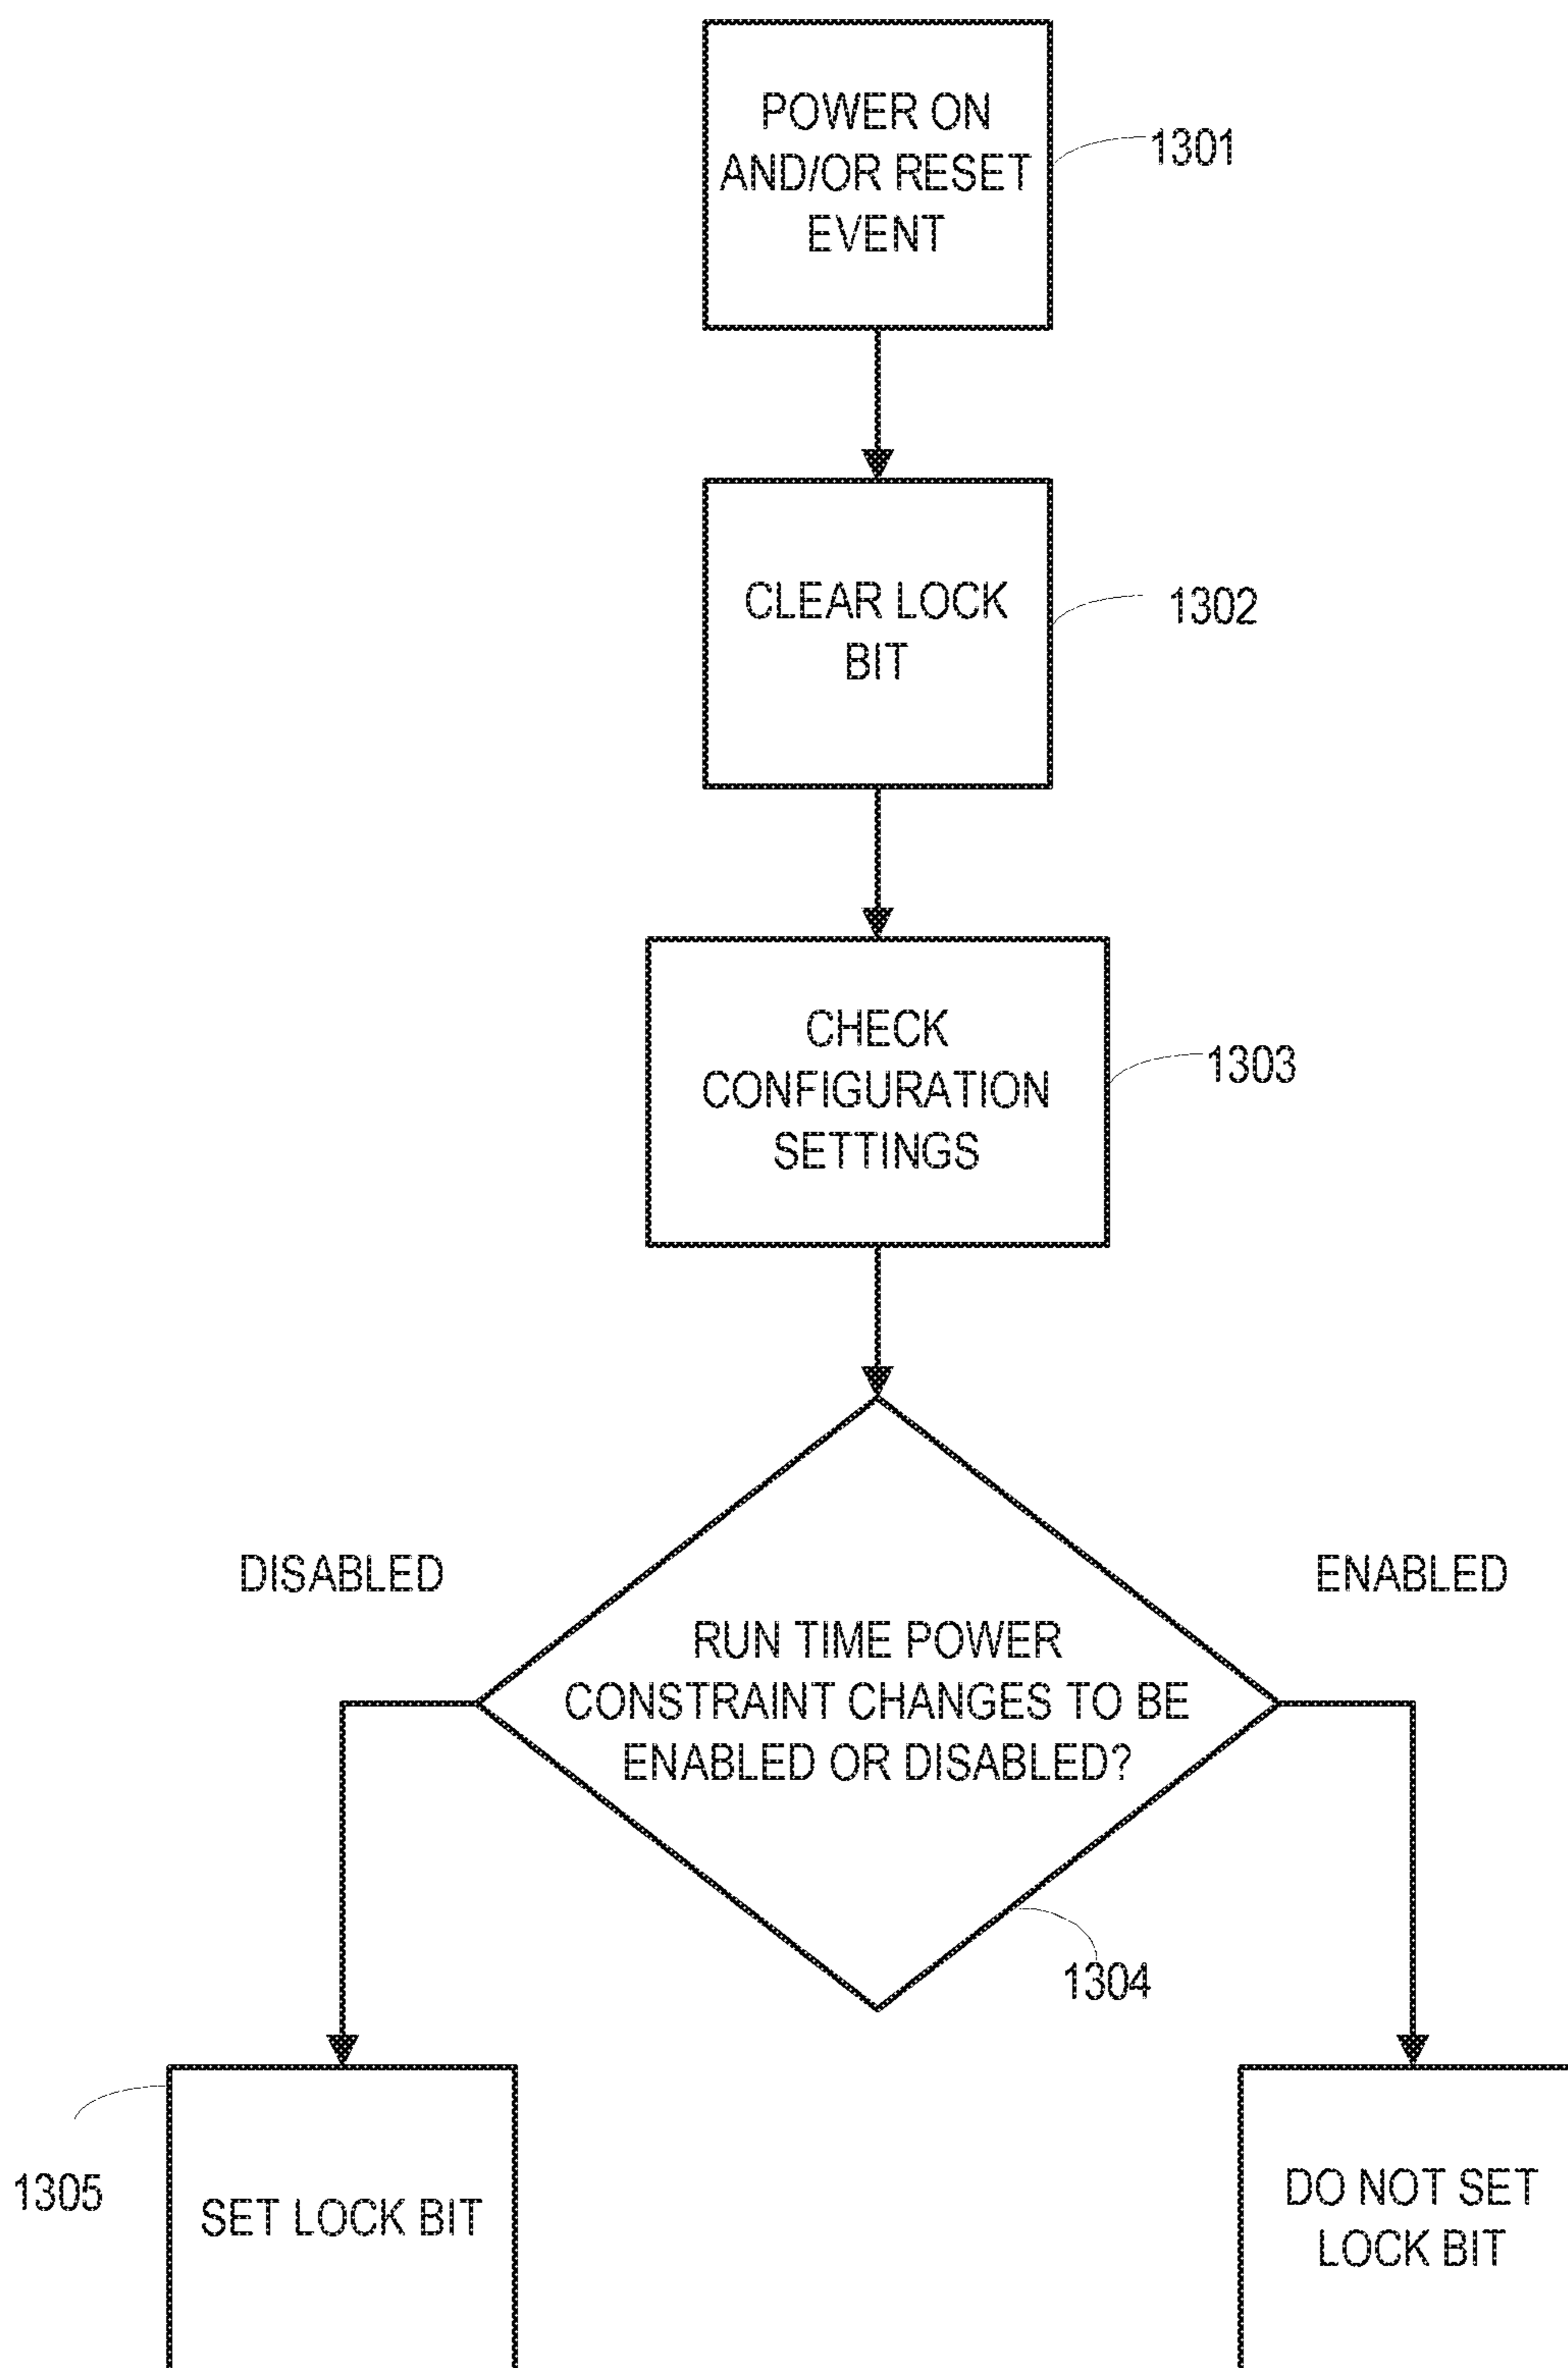 POWER ON
AND/OR RESET
EVENT
1301
CLEAR LOCK
BIT
1302
CHECK
CONFIGURATION
SETTINGS
1303
DISABLED
ENABLED
RUN TIME POWER
CONSTRAINT CHANGES TO BE
ENABLED OR DISABLED?
1304
1305
SET LOCK BIT
DO NOT SET
LOCK BIT